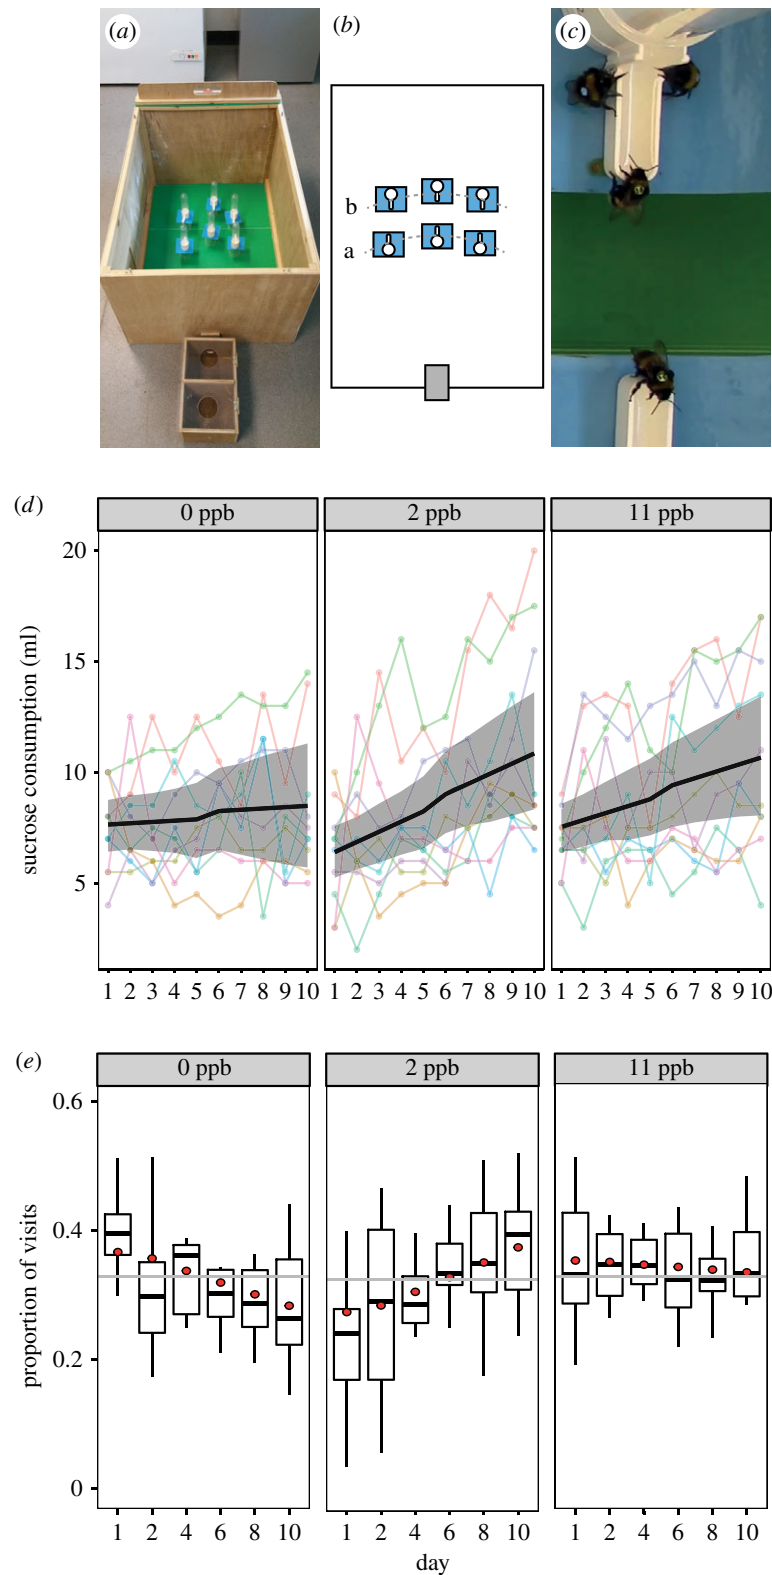 (a)
(b)
(c)
b
a
(d)
0 ppb
2 ppb
11 ppb
sucrose consumption (ml)
20
15
10
5
1 2 3 4 5 6 7 8 9 10
1 2 3 4 5 6 7 8 9 10
1 2 3 4 5 6 7 8 9 10
(e)
0 ppb
2 ppb
11 ppb
proportion of visits
0.6
0.4
0.2
0
1 2 4 6 8 10
1 2 4 6 8 10
1 2 4 6 8 10
day